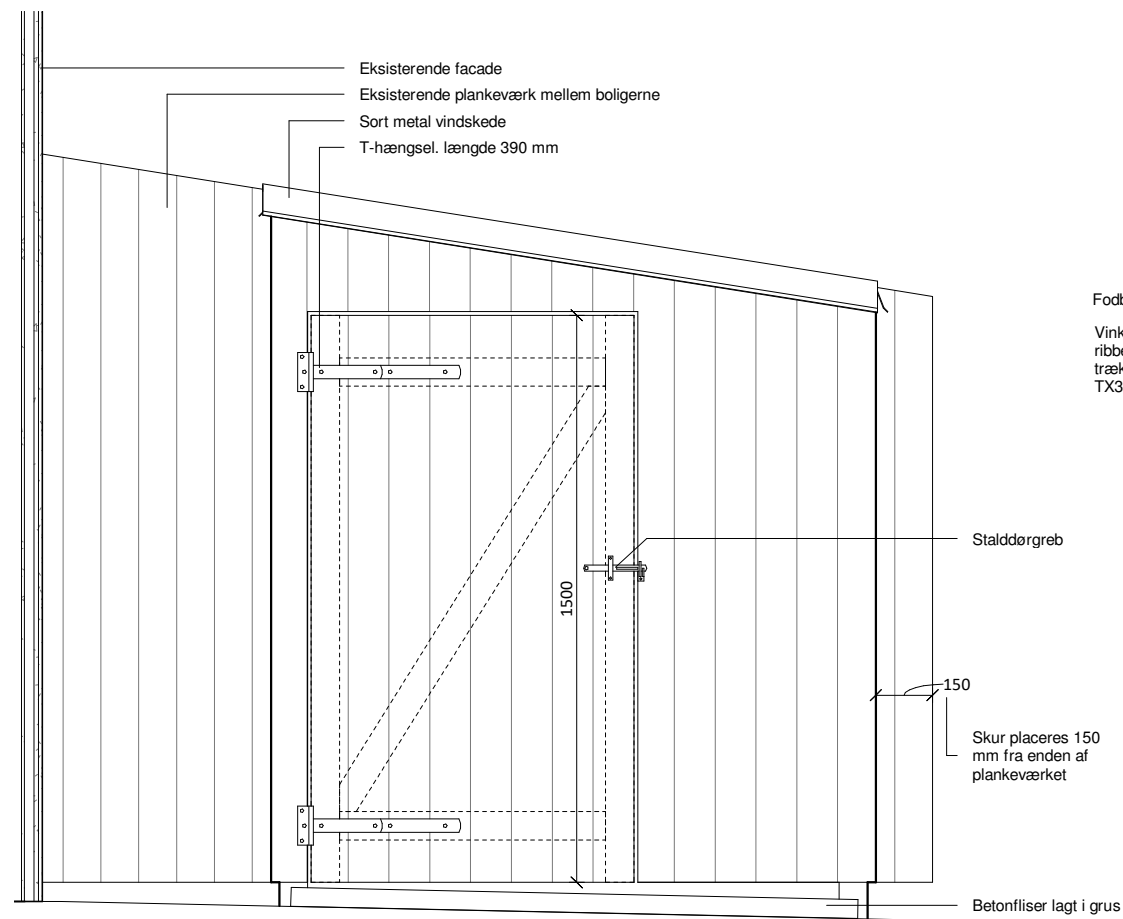 Eksisterende facade
Eksisterende plankeværk mellem boligerne
Sort metal vindskede
T-hængsel. længde 390 mm
Stalddørgreb
1500
150
Skur placeres 150
mm fra enden af
plankeværket
Betonfliser lagt i grus
TX3